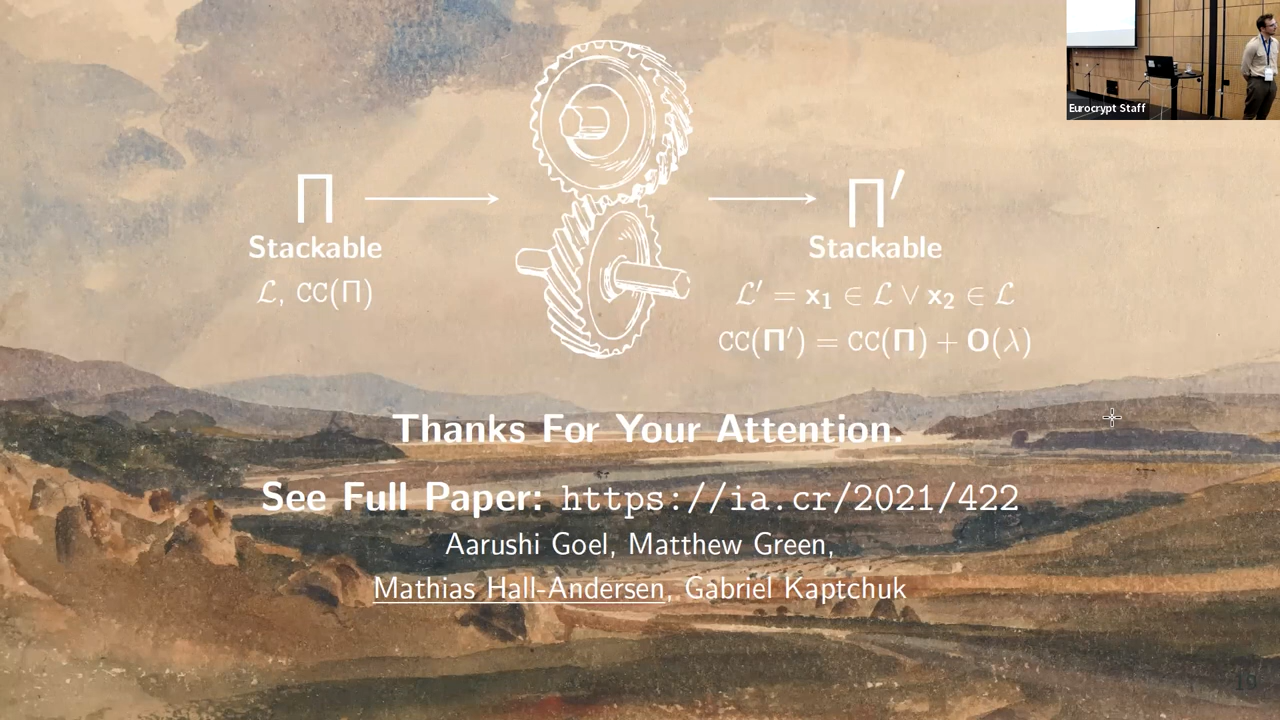 Eurocrypt Staff
∏ ∏′
Stackable Stackable
ℒ, CC(Π) ℒ′ = x₁ ∈ ℒ ∨ x₂ ∈ ℒ
CC(Π′) = CC(Π) + O(λ)
Thanks For Your Attention.
See Full Paper: https://ia.cr/2021/422
Aarushi Goel, Matthew Green,
Mathias Hall-Andersen, Gabriel Kaptchuk
19